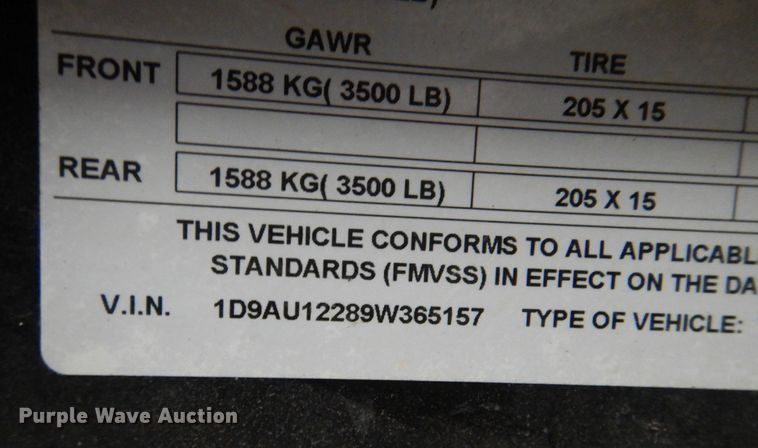 GAWR TIRE
FRONT 1588 KG( 3500 LB) 205 X 15
REAR 1588 KG( 3500 LB) 205 X 15
THIS VEHICLE CONFORMS TO ALL APPLICABL
STANDARDS (FMVSS) IN EFFECT ON THE DA
V.I.N. 1D9AU12289W365157 TYPE OF VEHICLE:
Purple Wave Auction